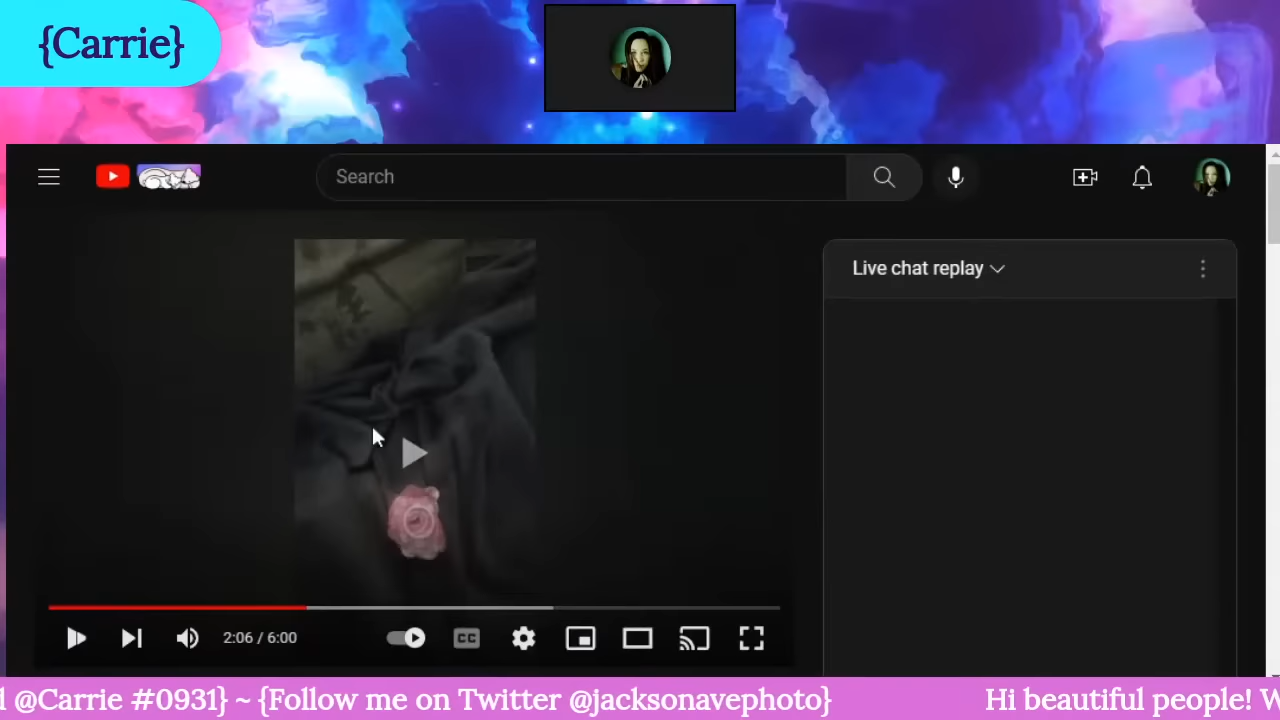 {Carrie}
Search
Live chat replay
2:06 / 6:00
CC
@Carrie #0931} ~ {Follow me on Twitter @jacksonavephoto}
Hi beautiful people!